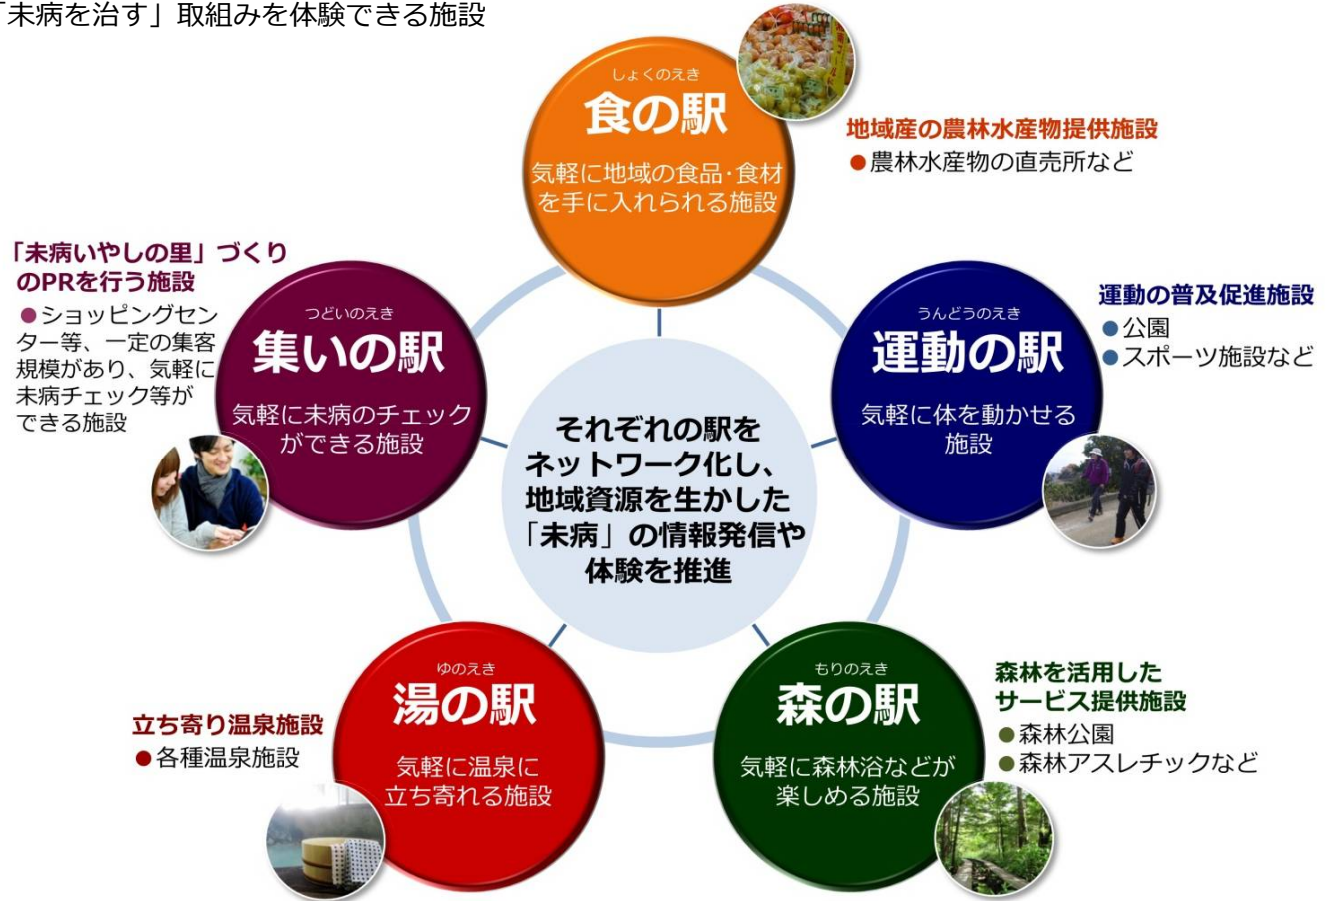 「未病を治す」取組みを体験できる施設
しょくのえき
食の駅
気軽に地域の食品・食材
を手に入れられる施設
地域産の農林水産物提供施設
●農林水産物の直売所など
「未病いやしの里」づくり
のPRを行う施設
●ショッピングセン
ター等、一定の集客
規模があり、気軽に
未病チェック等が
できる施設
つどいのえき
集いの駅
気軽に未病のチェック
ができる施設
うんどうのえき
運動の駅
気軽に体を動かせる
施設
運動の普及促進施設
●公園
●スポーツ施設など
それぞれの駅を
ネットワーク化し、
地域資源を生かした
「未病」の情報発信や
体験を推進
立ち寄り温泉施設
●各種温泉施設
ゆのえき
湯の駅
気軽に温泉に
立ち寄れる施設
もりのえき
森の駅
気軽に森林浴などが
楽しめる施設
森林を活用した
サービス提供施設
●森林公園
●森林アスレチックなど